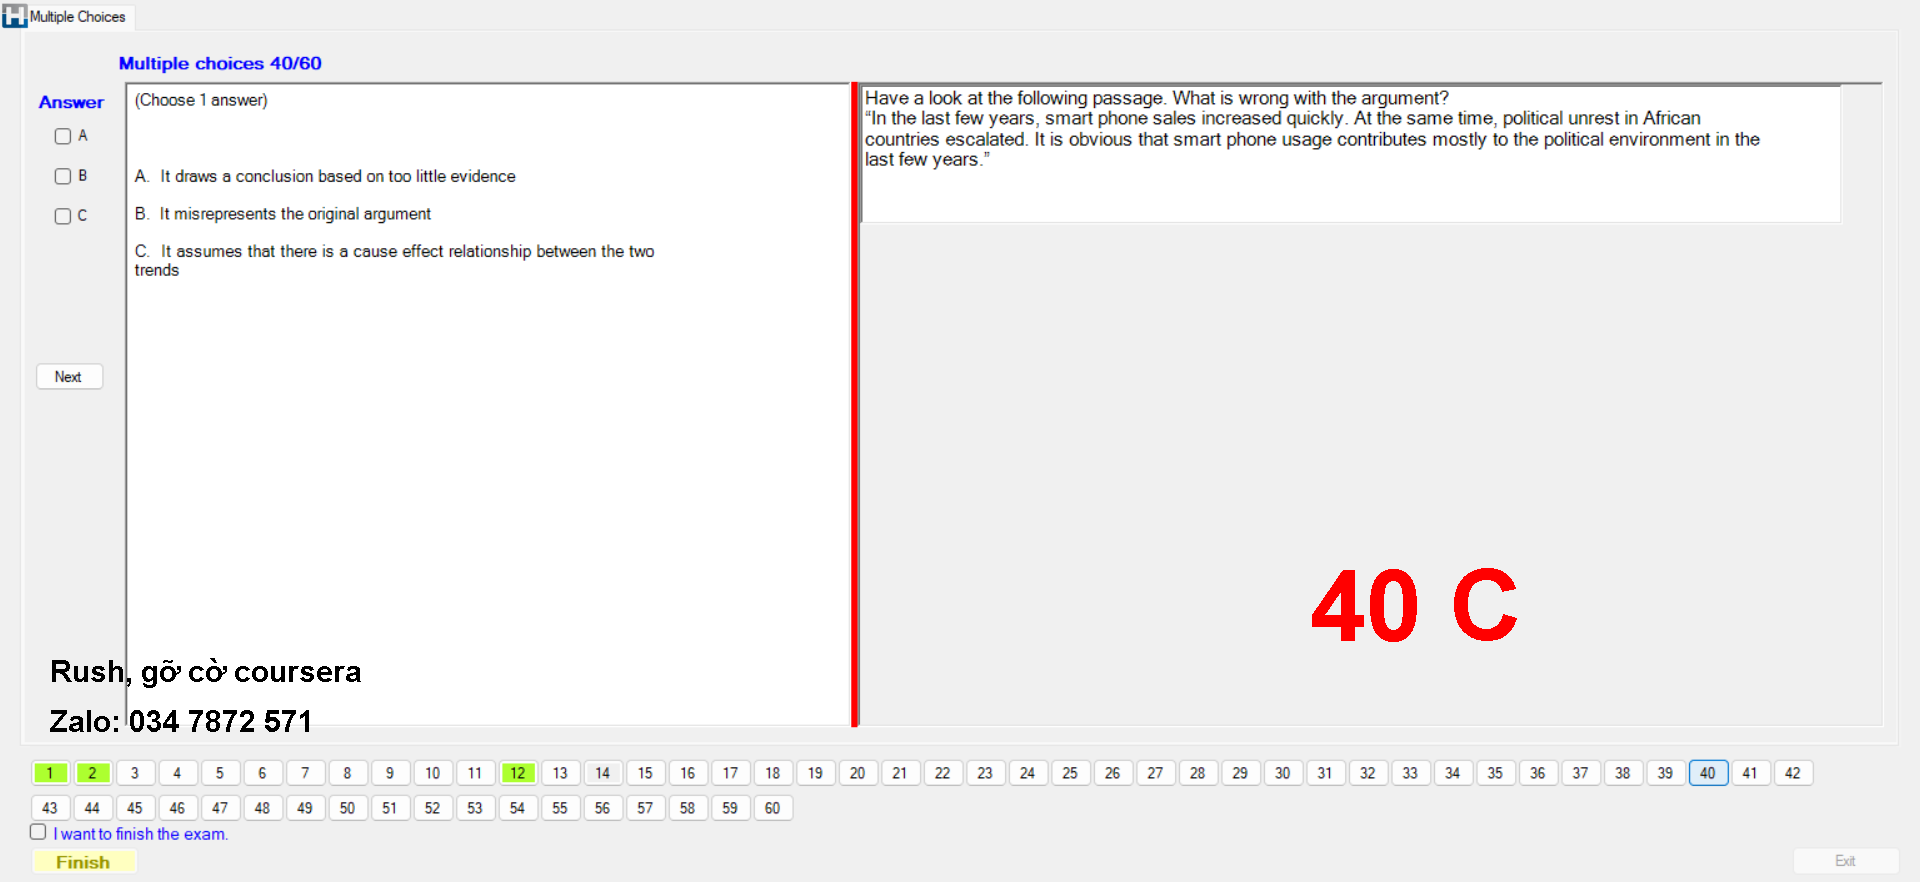 Multiple Choices
Multiple choices 40/60
Answer
A
B
C
Next
(Choose 1 answer)
A. It draws a conclusion based on too little evidence
B. It misrepresents the original argument
C. It assumes that there is a cause effect relationship between the two
trends
Have a look at the following passage. What is wrong with the argument?
“In the last few years, smart phone sales increased quickly. At the same time, political unrest in African
countries escalated. It is obvious that smart phone usage contributes mostly to the political environment in the
last few years.”
40 C
Rush, gỡ cờ coursera
Zalo: 034 7872 571
1 2 3 4 5 6 7 8 9 10 11 12 13 14 15 16 17 18 19 20 21 22 23 24 25 26 27 28 29 30 31 32 33 34 35 36 37 38 39 40 41 42
43 44 45 46 47 48 49 50 51 52 53 54 55 56 57 58 59 60
I want to finish the exam.
Finish
Exit